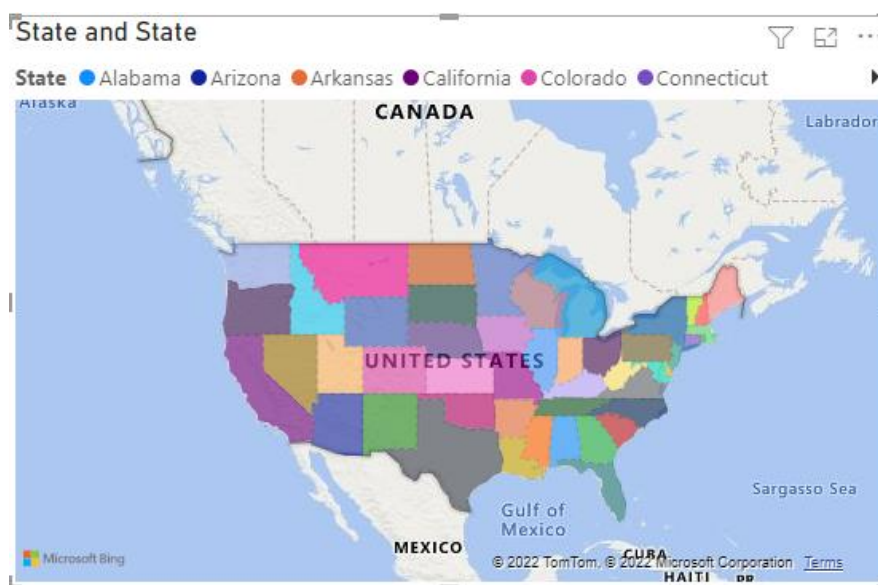 State and State
State Alabama Arizona Arkansas California Colorado Connecticut
Alaska
CANADA
Labrador
UNITED STATES
Sargasso Sea
Gulf of
Mexico
MEXICO
CUBA
Microsoft Bing
© 2022 TomTom, © 2022 Microsoft Corporation Terms
HAITI PR